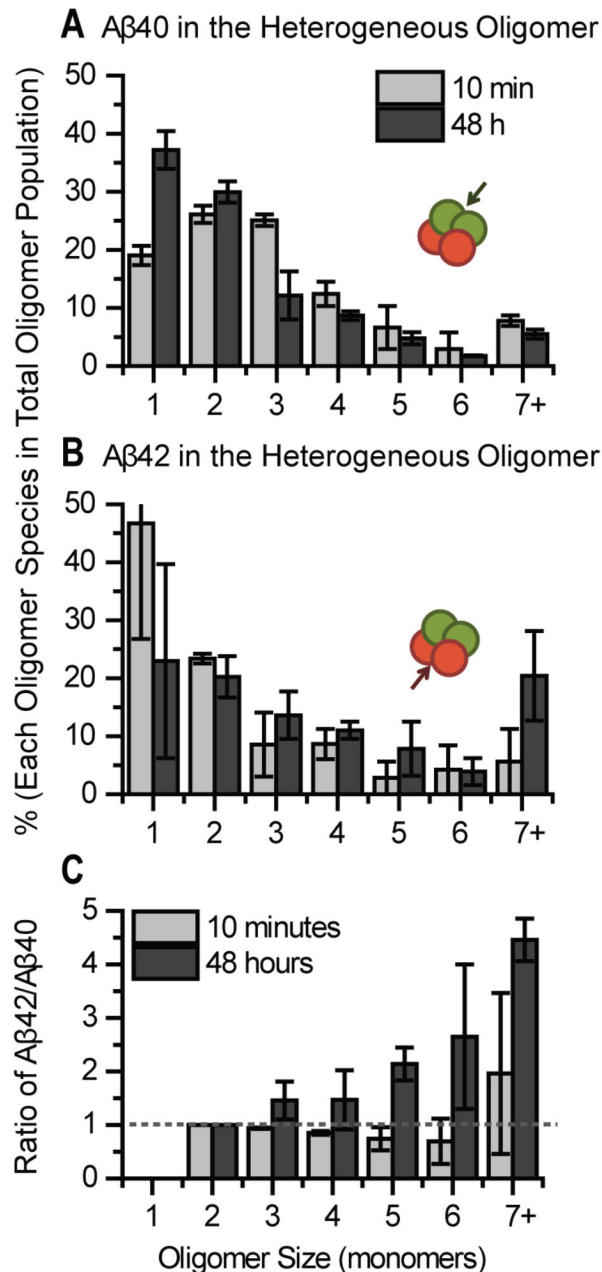 A Aβ40 in the Heterogeneous Oligomer
% (Each Oligomer Species in Total Oligomer Population)
50
40
30
20
10
0
10 min
48 h
1 2 3 4 5 6 7+
B Aβ42 in the Heterogeneous Oligomer
50
40
30
20
10
0
1 2 3 4 5 6 7+
C
Ratio of Aβ42/Aβ40
5
4
3
2
1
0
10 minutes
48 hours
1 2 3 4 5 6 7+
Oligomer Size (monomers)